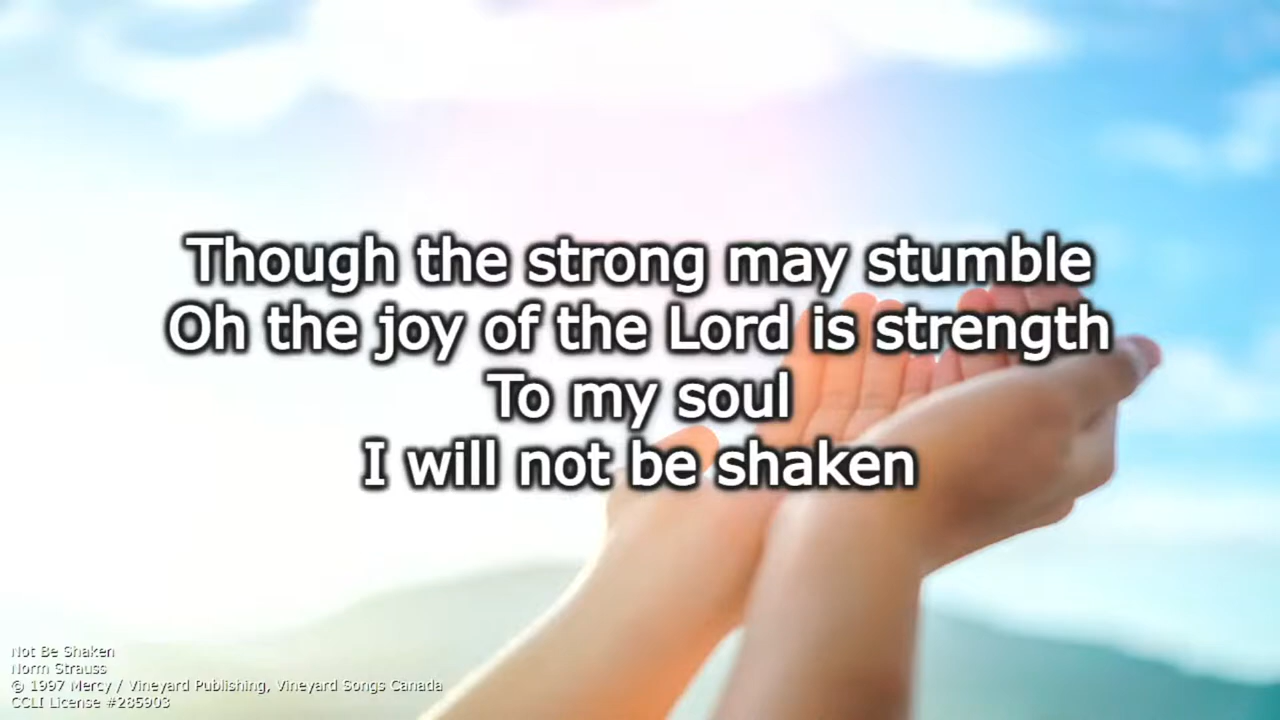 Though the strong may stumble
Oh the joy of the Lord is strength
To my soul
I will not be shaken
Not Be Shaken
Norm Strauss
© 1997 Mercy / Vineyard Publishing, Vineyard Songs Canada
CCLI License #285903